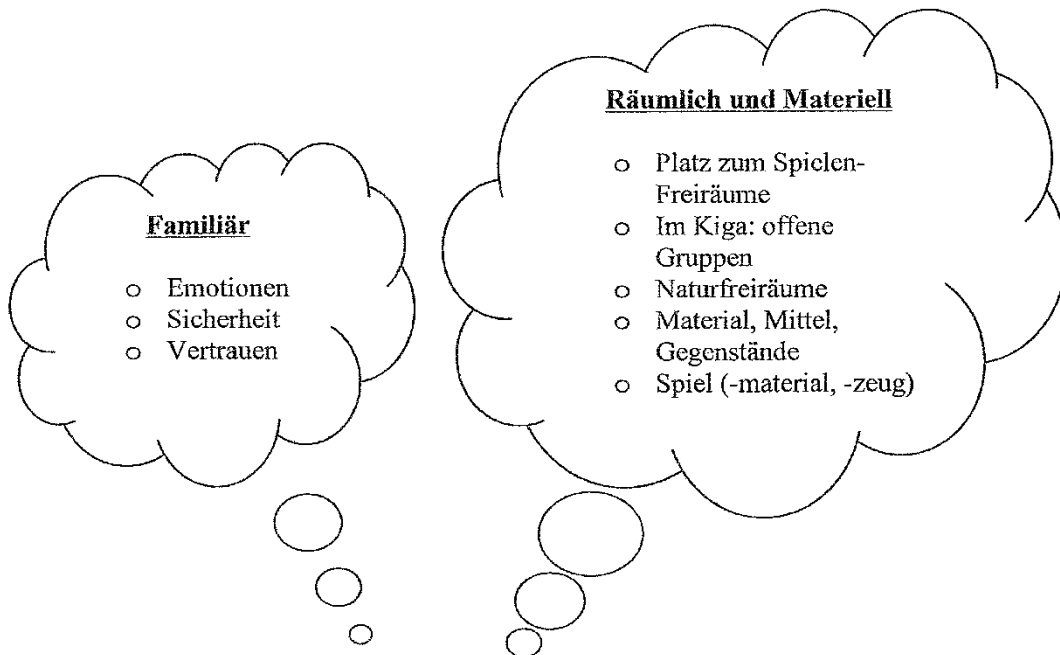 Familiär
o Emotionen
o Sicherheit
o Vertrauen
Räumlich und Materiell
o Platz zum Spielen-
Freiräume
o Im Kiga: offene
Gruppen
o Naturfreiräume
o Material, Mittel,
Gegenstände
o Spiel (-material, -zeug)